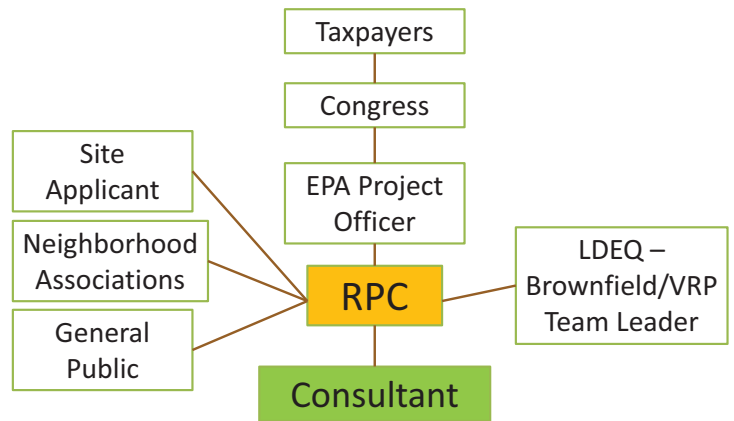 Taxpayers
Congress
Site
Applicant
EPA Project
Officer
Neighborhood
Associations
LDEQ –
Brownfield/VRP
Team Leader
RPC
General
Public
Consultant